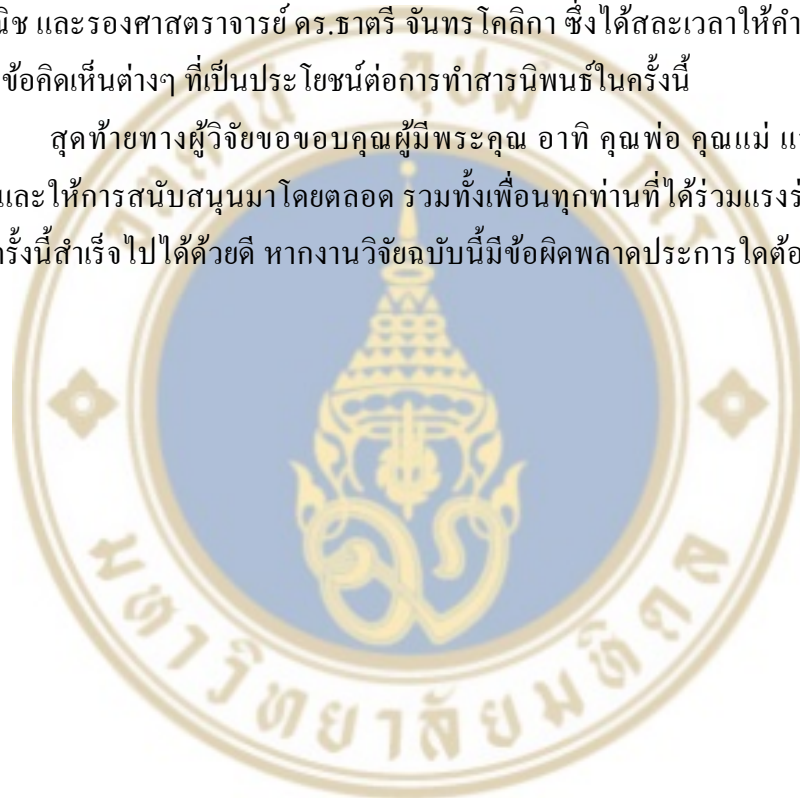 ณิช และรองศาสตราจารย์ ดร.ธาตรี จันทรโคลิกา ซึ่งได้สละเวลาให้คำ
ข้อคิดเห็นต่างๆ ที่เป็นประโยชน์ต่อการทำสารนิพนธ์ในครั้งนี้
สุดท้ายทางผู้วิจัยขอขอบคุณผู้มีพระคุณ อาทิ คุณพ่อ คุณแม่
และให้การสนับสนุนมาโดยตลอด รวมทั้งเพื่อนทุกท่านที่ได้ร่วมแรง
ครั้งนี้สำเร็จไปได้ด้วยดี หากงานวิจัยฉบับนี้มีข้อผิดพลาดประการใดต้อ
มหาวิทยาลัยมหิดล